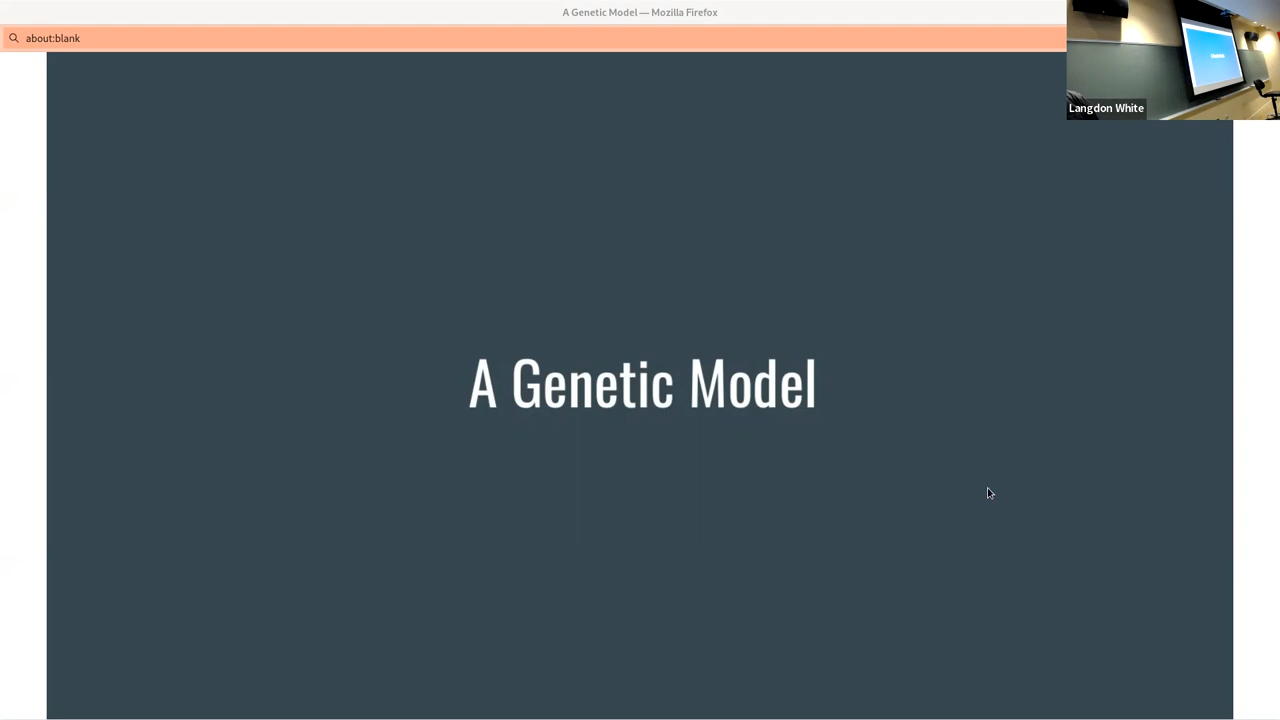 A Genetic Model — Mozilla Firefox
about:blank
Langdon White
A Genetic Model